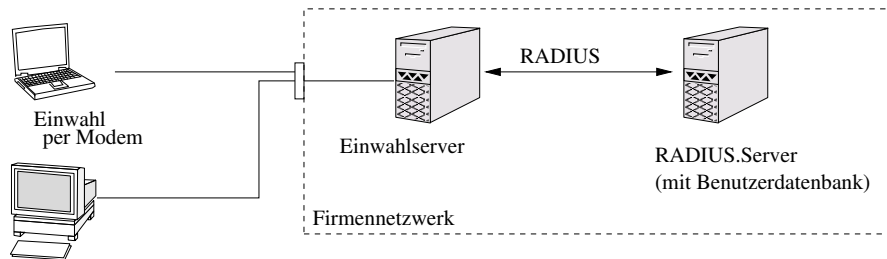 RADIUS
Einwahl
per Modem
Einwahlserver
RADIUS.Server
(mit Benutzerdatenbank)
Firmennetzwerk